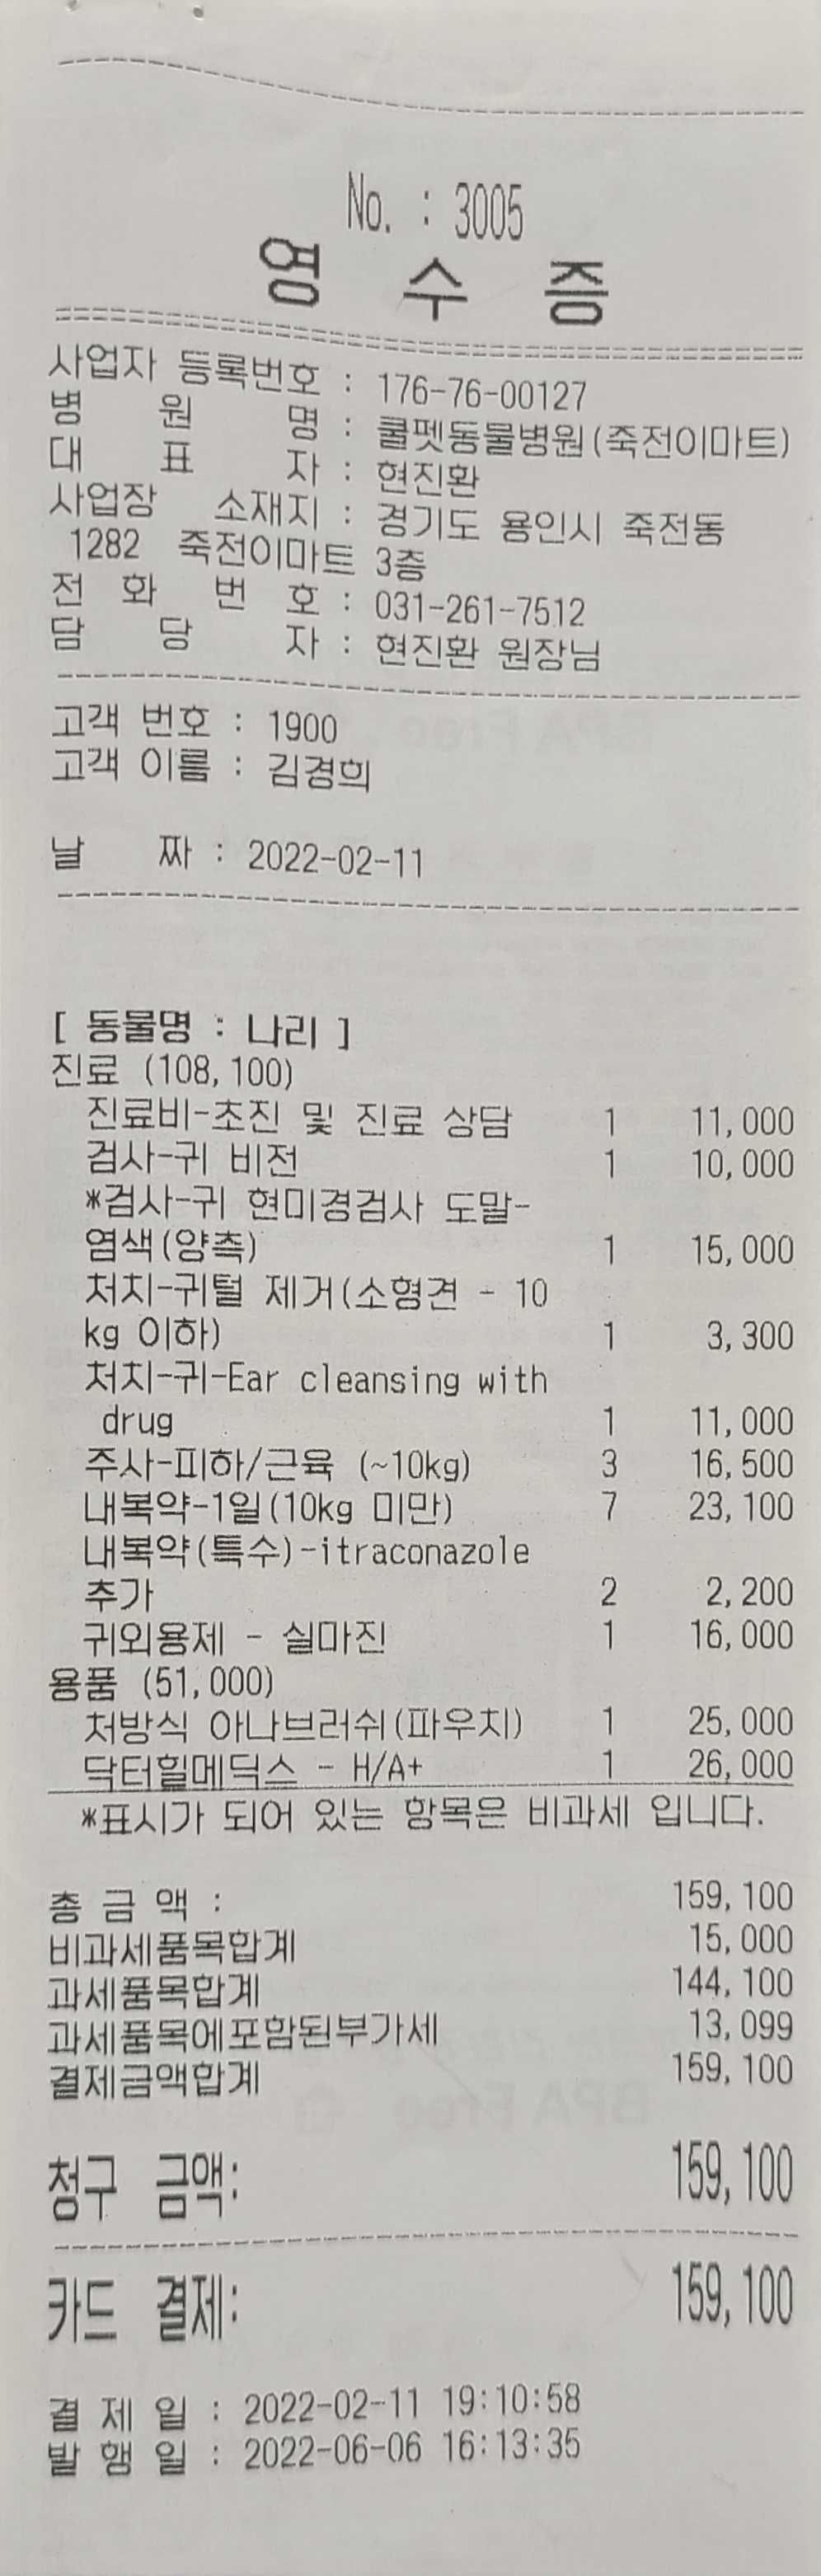 No. : 3005
영 수 증
사업자 등록번호 : 176-76-00127
병 원 명 : 쿨펫동물병원(죽전이마트)
대 표 자 : 현진환
사업장 소재지 : 경기도 용인시 죽전동
1282 죽전이마트 3층
전 화 번 호 : 031-261-7512
담 당 자 : 현진환 원장님
고객 번호 : 1900
고객 이름 : 김경희
날 짜 : 2022-02-11
[ 동물명 : 나리 ]
진료 (108,100)
진료비-초진 및 진료 상담 1 11,000
검사-귀 비전 1 10,000
*검사-귀 현미경검사 도말-
염색(양측) 1 15,000
처치-귀털 제거(소형견 - 10
kg 이하) 1 3,300
처치-귀-Ear cleansing with
drug 1 11,000
주사-피하/근육 (~10kg) 3 16,500
내복약-1일(10kg 미만) 7 23,100
내복약(특수)-itraconazole
추가 2 2,200
귀외용제 - 실마진 1 16,000
용품 (51,000)
처방식 아나브러쉬(파우치) 1 25,000
닥터힐메딕스 - H/A+ 1 26,000
*표시가 되어 있는 항목은 비과세 입니다.
총 금 액 : 159,100
비과세품목합계 15,000
과세품목합계 144,100
과세품목에포함된부가세 13,099
결제금액합계 159,100
청구 금액: 159,100
카드 결제: 159,100
결 제 일 : 2022-02-11 19:10:58
발 행 일 : 2022-06-06 16:13:35